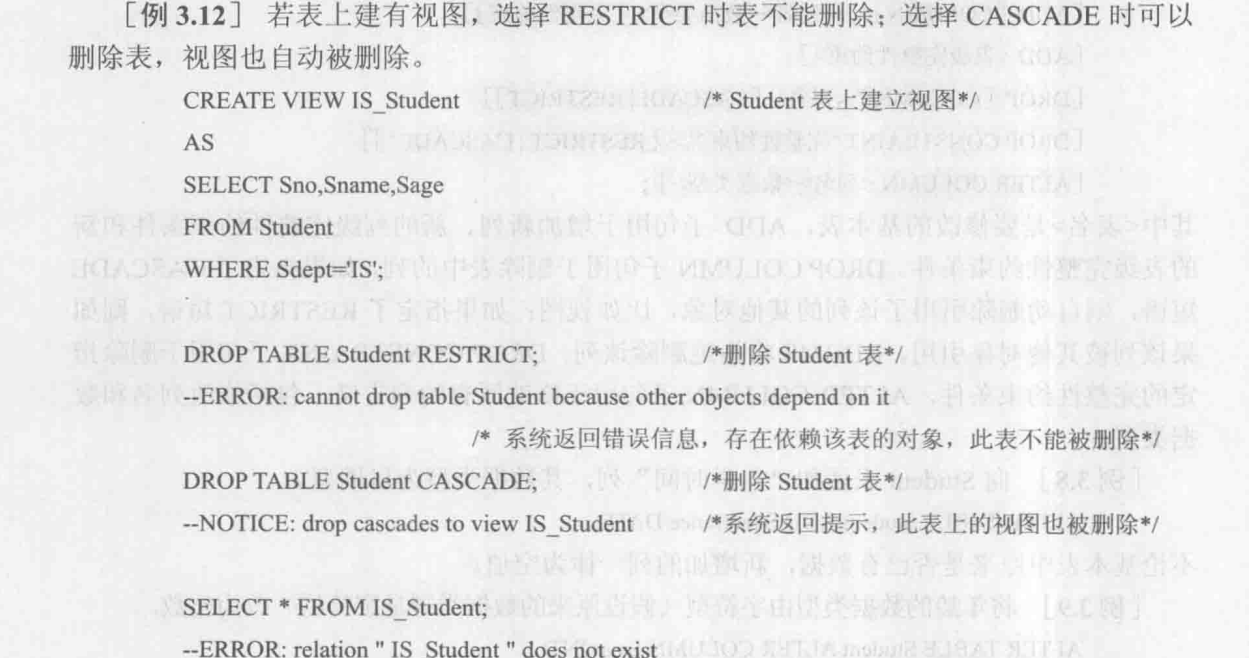 ［例 3.12］ 若表上建有视图，选择 RESTRICT 时表不能删除；选择 CASCADE 时可以
删除表，视图也自动被删除。
CREATE VIEW IS_Student /* Student 表上建立视图*/
AS
SELECT Sno,Sname,Sage
FROM Student
WHERE Sdept='IS';
DROP TABLE Student RESTRICT; /*删除 Student 表*/
--ERROR: cannot drop table Student because other objects depend on it
/* 系统返回错误信息，存在依赖该表的对象，此表不能被删除*/
DROP TABLE Student CASCADE; /*删除 Student 表*/
--NOTICE: drop cascades to view IS_Student /*系统返回提示，此表上的视图也被删除*/
SELECT * FROM IS_Student;
--ERROR: relation " IS_Student " does not exist